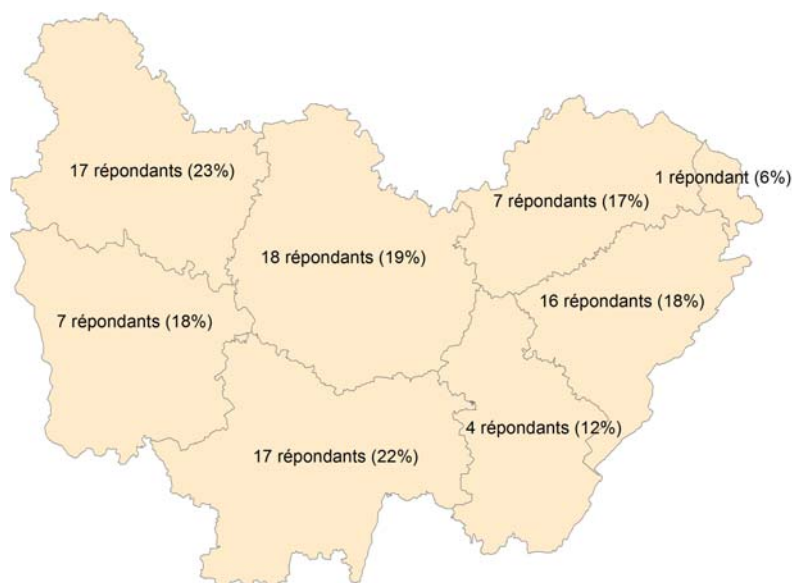 17 répondants (23%)
1 répondant (6%)
7 répondants (17%)
18 répondants (19%)
16 répondants (18%)
7 répondants (18%)
4 répondants (12%)
17 répondants (22%)